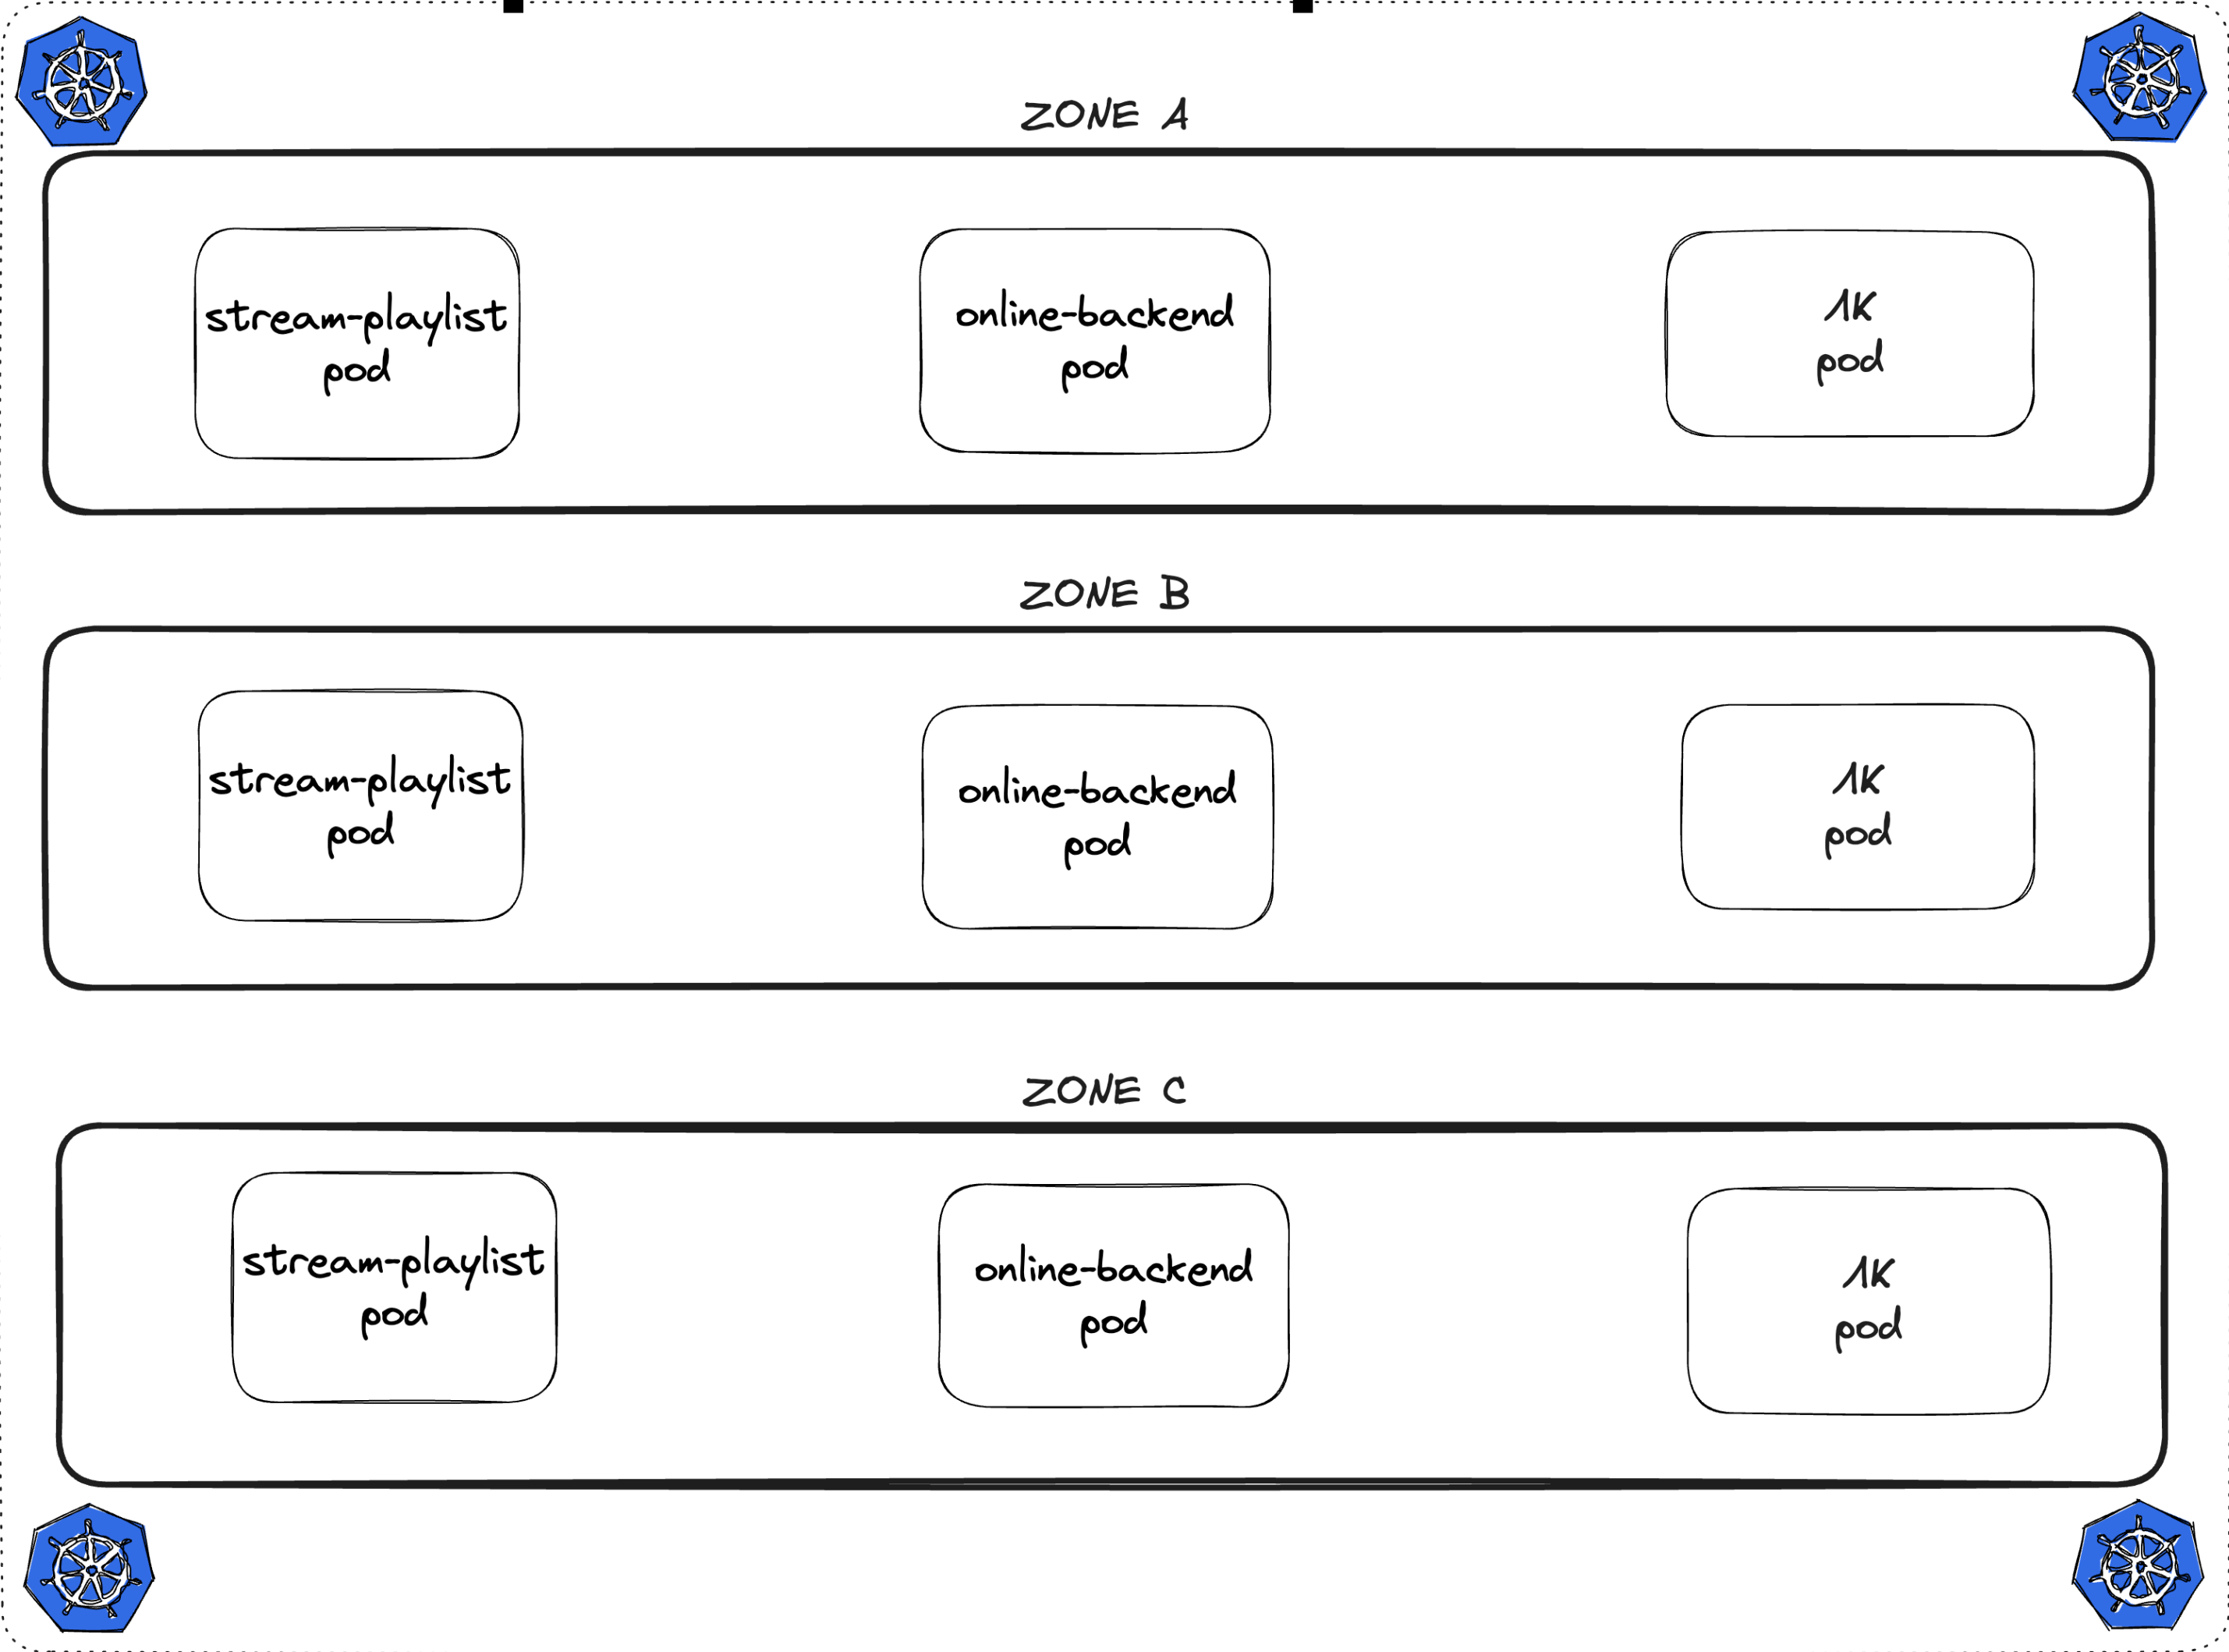 ZONE A
stream-playlist
pod
online-backend
pod
1K
pod
ZONE B
stream-playlist
pod
online-backend
pod
1K
pod
ZONE C
stream-playlist
pod
online-backend
pod
1K
pod